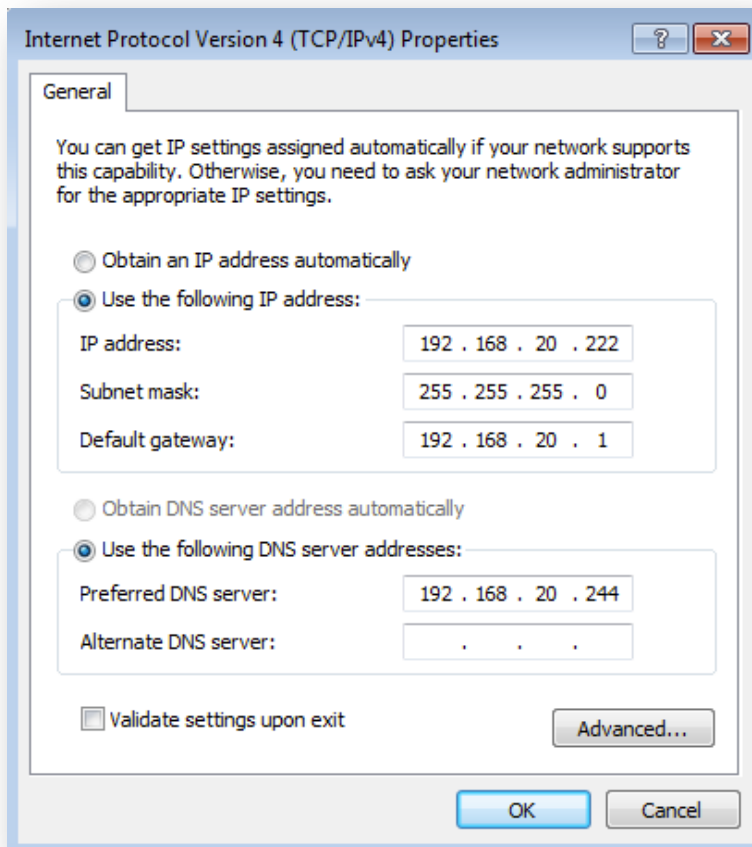 Internet Protocol Version 4 (TCP/IPv4) Properties
General
You can get IP settings assigned automatically if your network supports
this capability. Otherwise, you need to ask your network administrator
for the appropriate IP settings.
Obtain an IP address automatically
Use the following IP address:
IP address: 192 . 168 . 20 . 222
Subnet mask: 255 . 255 . 255 . 0
Default gateway: 192 . 168 . 20 . 1
Obtain DNS server address automatically
Use the following DNS server addresses:
Preferred DNS server: 192 . 168 . 20 . 244
Alternate DNS server: . . .
Validate settings upon exit
Advanced...
OK Cancel